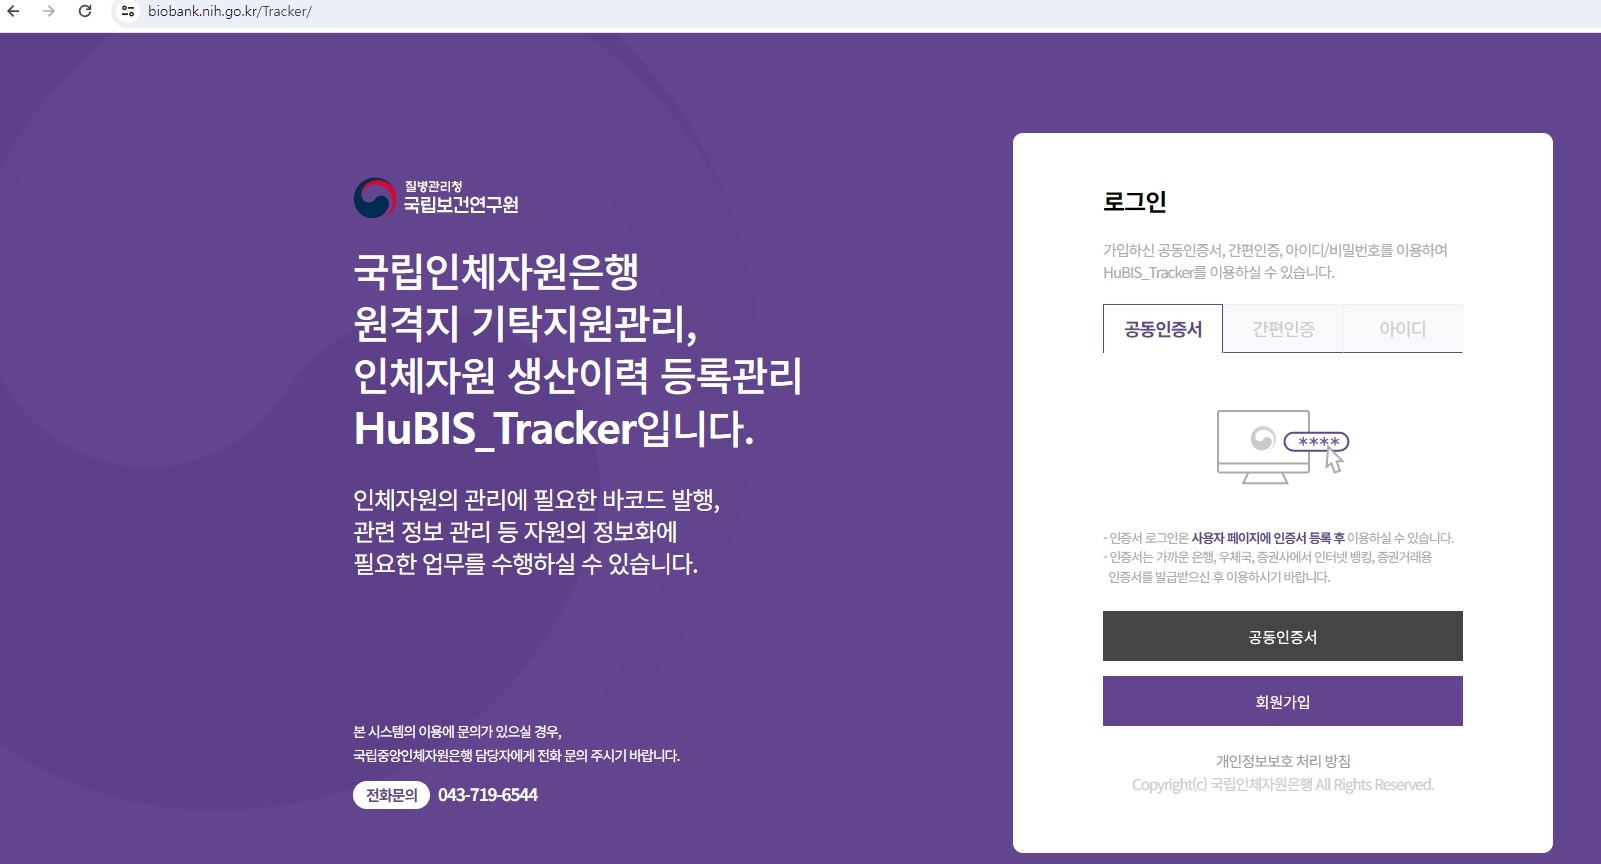 biobank.nih.go.kr/Tracker/
질병관리청
국립보건연구원
국립인체자원은행
원격지 기탁지원관리,
인체자원 생산이력 등록관리
HuBIS_Tracker입니다.
인체자원의 관리에 필요한 바코드 발행,
관련 정보 관리 등 자원의 정보화에
필요한 업무를 수행하실 수 있습니다.
본 시스템의 이용에 문의가 있으실 경우,
국립중앙인체자원은행 담당자에게 전화 문의 주시기 바랍니다.
전화문의 043-719-6544
로그인
가입하신 공동인증서, 간편인증, 아이디/비밀번호를 이용하여
HuBIS_Tracker를 이용하실 수 있습니다.
공동인증서 간편인증 아이디
****
- 인증서 로그인은 사용자 페이지에 인증서 등록 후 이용하실 수 있습니다.
- 인증서는 가까운 은행, 우체국, 증권사에서 인터넷 뱅킹, 증권거래용
인증서를 발급받으신 후 이용하시기 바랍니다.
공동인증서
회원가입
개인정보보호 처리 방침
Copyright(c) 국립인체자원은행 All Rights Reserved.